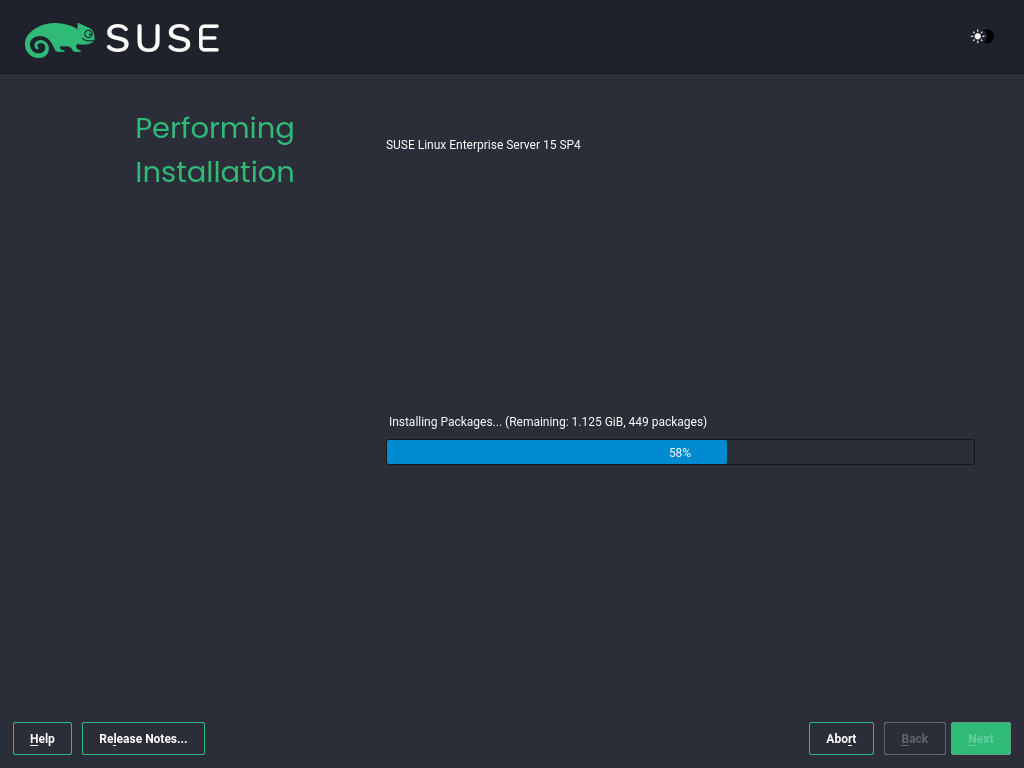 SUSE
Performing
Installation
SUSE Linux Enterprise Server 15 SP4
Installing Packages... (Remaining: 1.125 GiB, 449 packages)
58%
Help
Release Notes...
Abort
Back
Next